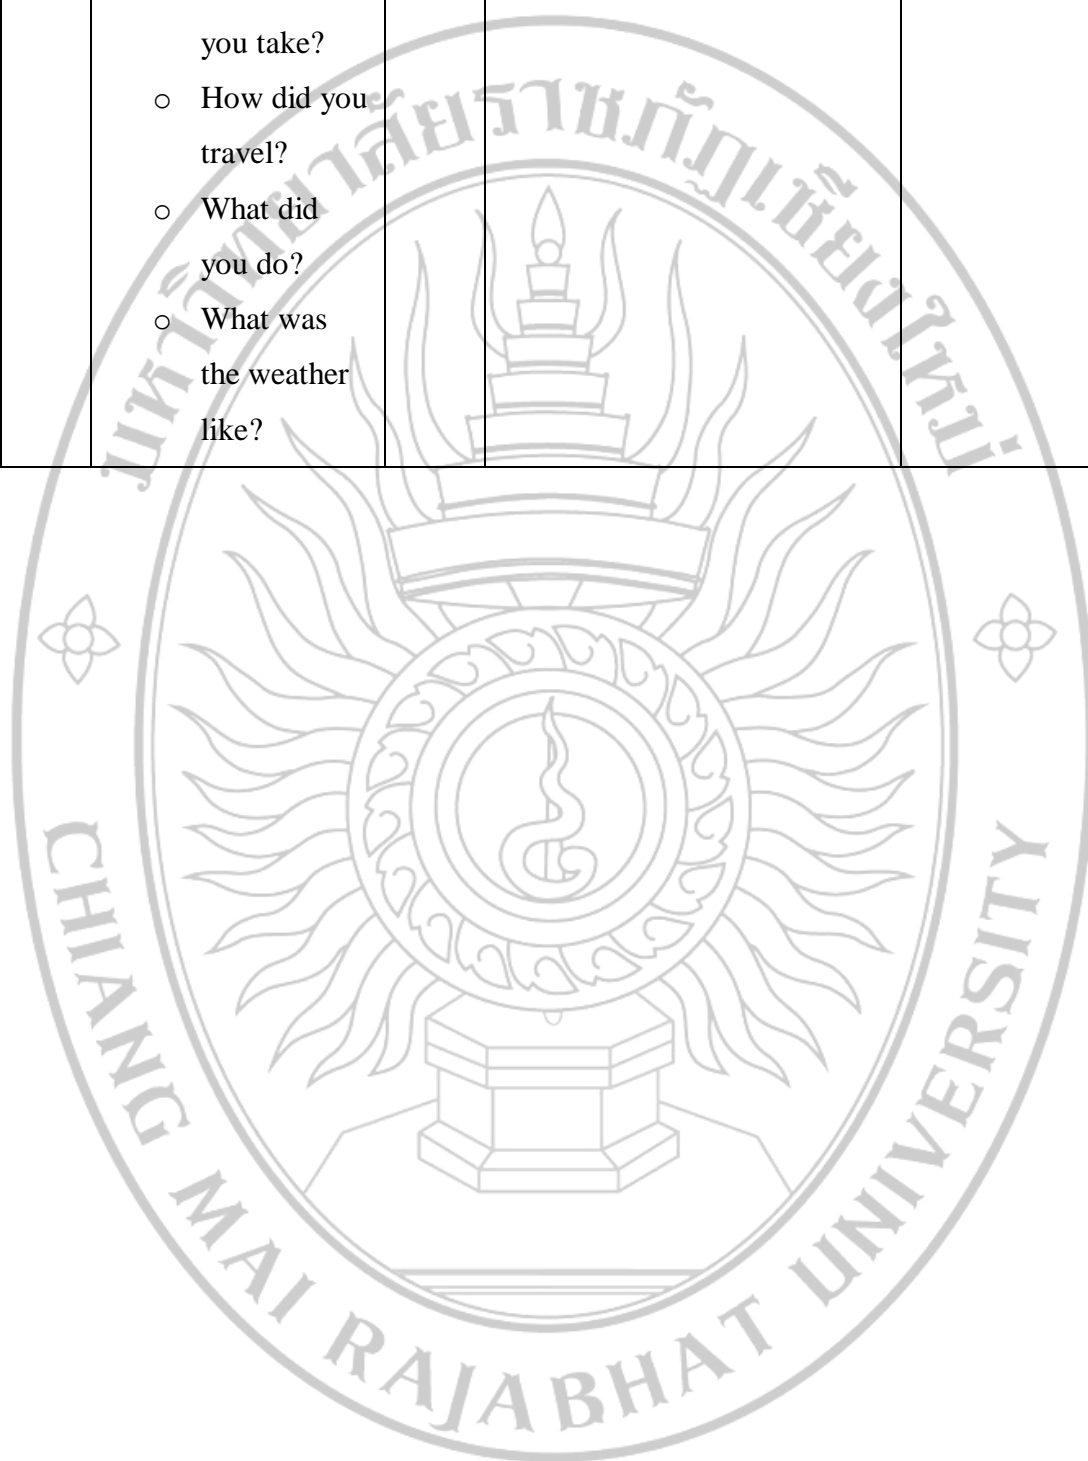 you take?
o How did you
travel?
o What did
you do?
o What was
the weather
like?
มหาวิทยาลัยราชภัฏเชียงใหม่
CHIANG MAI RAJABHAT UNIVERSITY